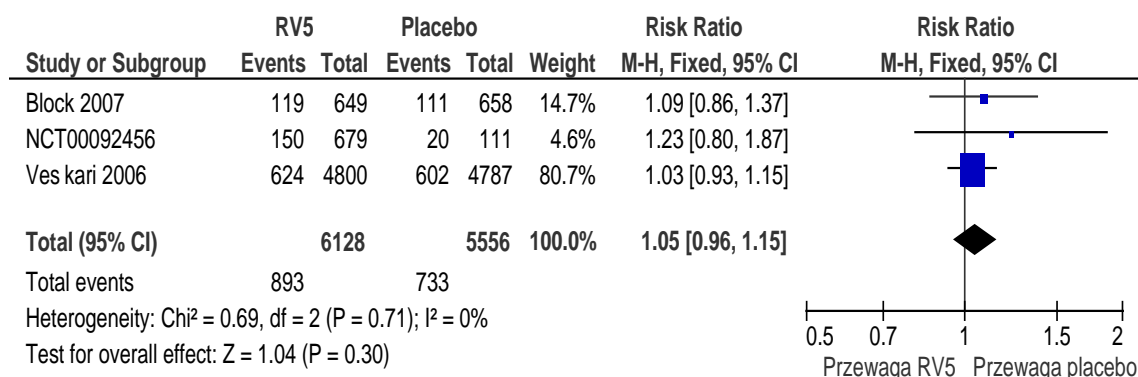 RV5 Placebo Risk Ratio Risk Ratio
Study or Subgroup Events Total Events Total Weight M-H, Fixed, 95% CI M-H, Fixed, 95% CI
Block 2007 119 649 111 658 14.7% 1.09 [0.86, 1.37]
NCT00092456 150 679 20 111 4.6% 1.23 [0.80, 1.87]
Ves kari 2006 624 4800 602 4787 80.7% 1.03 [0.93, 1.15]
Total (95% CI) 6128 5556 100.0% 1.05 [0.96, 1.15]
Total events 893 733
Heterogeneity: Chi² = 0.69, df = 2 (P = 0.71); I² = 0%
Test for overall effect: Z = 1.04 (P = 0.30)
0.5 0.7 1 1.5 2
Przewaga RV5 Przewaga placebo